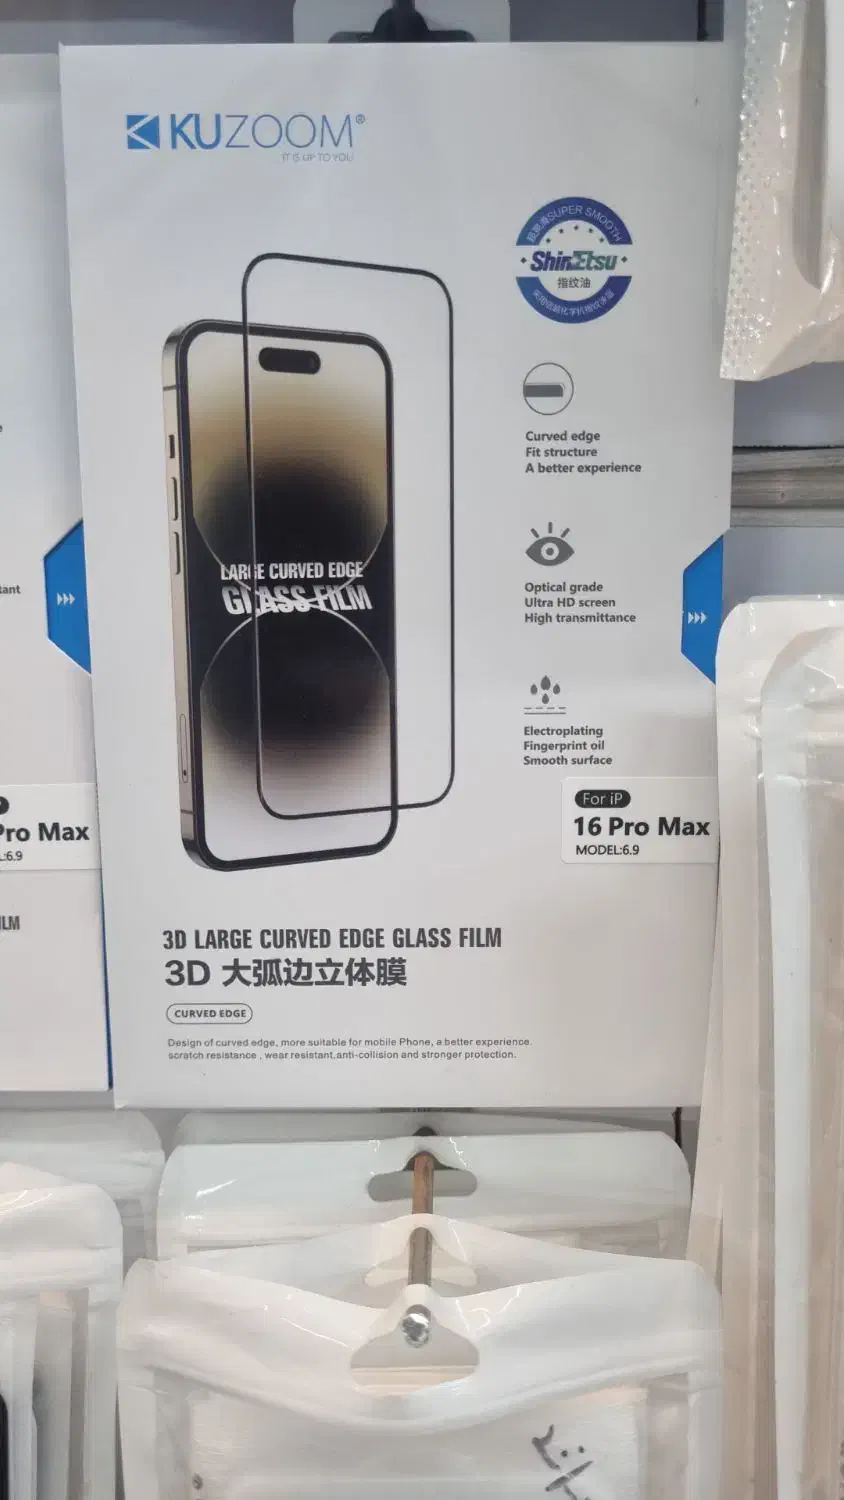 KUZOOM®
IT IS UP TO YOU
SUPER SMOOTH
ShinEtsu
指纹油
Curved edge
Fit structure
A better experience
LARGE CURVED EDGE
GLASS FILM
Optical grade
Ultra HD screen
High transmittance
Electroplating
Fingerprint oil
Smooth surface
For iP
16 Pro Max
MODEL:6.9
3D LARGE CURVED EDGE GLASS FILM
3D 大弧边立体膜
CURVED EDGE
Design of curved edge, more suitable for mobile Phone, a better experience.
scratch resistance , wear resistant,anti-collision and stronger protection.
Pro Max
6.9